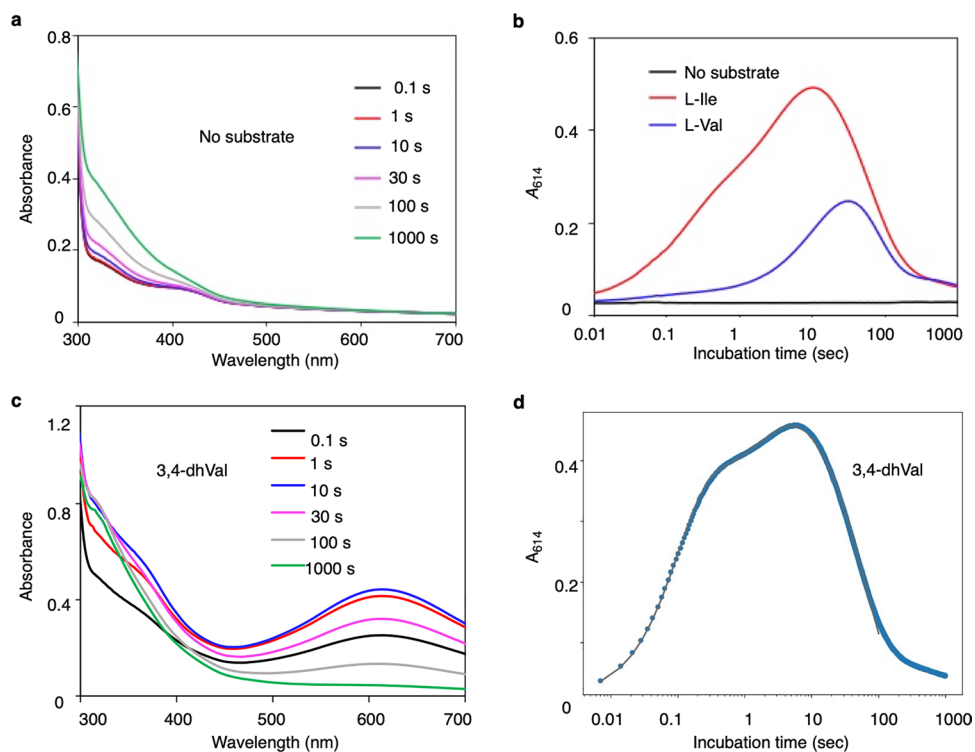 a
0.8
0.6
0.4
0.2
0
Absorbance
No substrate
0.1 s
1 s
10 s
30 s
100 s
1000 s
300 400 500 600 700
Wavelength (nm)
b
0.6
0.4
0.2
0
A614
No substrate
L-Ile
L-Val
0.01 0.1 1 10 100 1000
Incubation time (sec)
c
1.2
0.8
0.4
0
Absorbance
3,4-dhVal
0.1 s
1 s
10 s
30 s
100 s
1000 s
300 400 500 600 700
Wavelength (nm)
d
0.4
0.2
0
A614
3,4-dhVal
0.01 0.1 1 10 100 1000
Incubation time (sec)